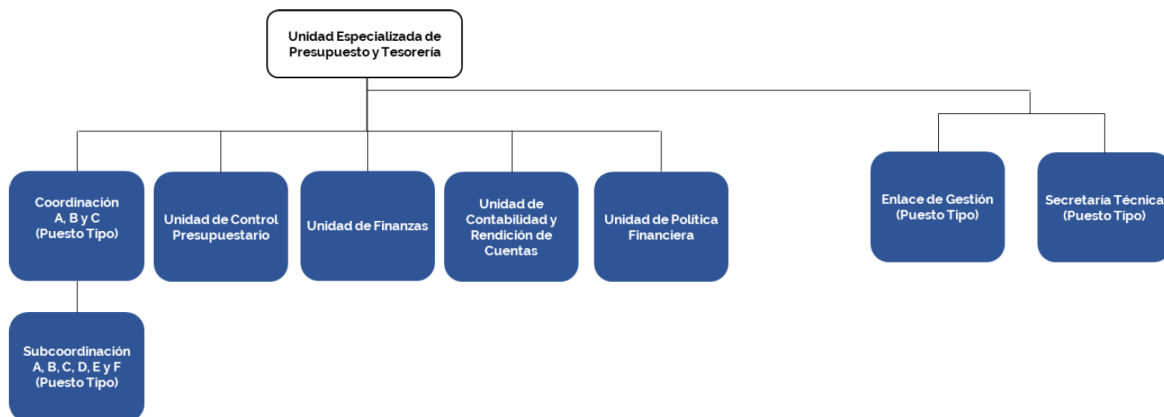 Unidad Especializada de
Presupuesto y Tesorería
Coordinación
A, B y C
(Puesto Tipo)
Unidad de Control
Presupuestario
Unidad de Finanzas
Unidad de
Contabilidad y
Rendición de
Cuentas
Unidad de Política
Financiera
Enlace de Gestión
(Puesto Tipo)
Secretaría Técnica
(Puesto Tipo)
Subcoordinación
A, B, C, D, E y F
(Puesto Tipo)